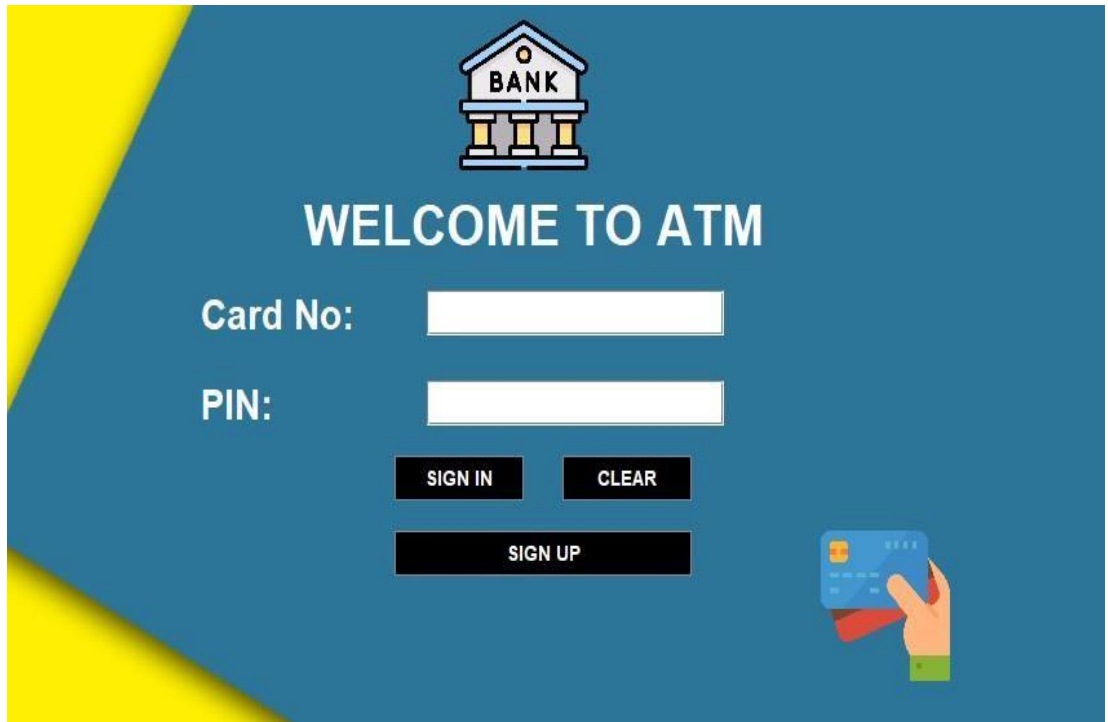 BANK
WELCOME TO ATM
Card No:
PIN:
SIGN IN CLEAR
SIGN UP